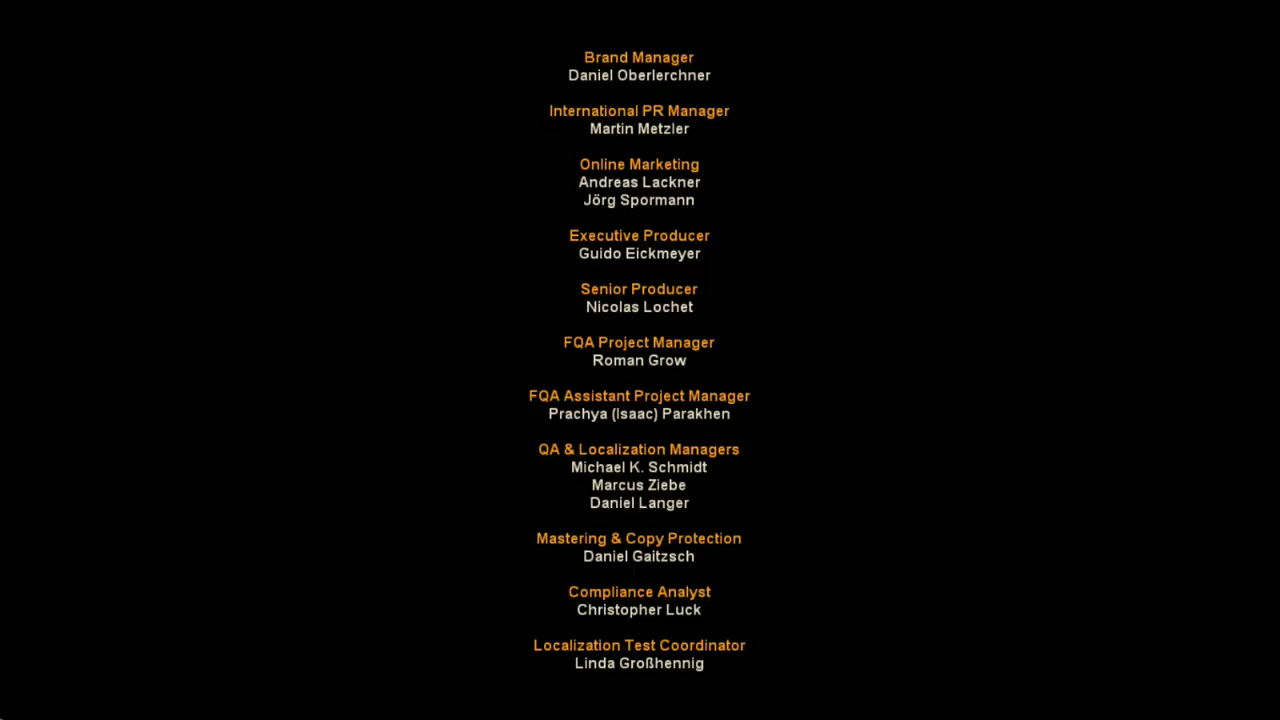 Brand Manager
Daniel Oberlerchner
International PR Manager
Martin Metzler
Online Marketing
Andreas Lackner
Jörg Spormann
Executive Producer
Guido Eickmeyer
Senior Producer
Nicolas Lochet
FQA Project Manager
Roman Grow
FQA Assistant Project Manager
Prachya (Isaac) Parakhen
QA & Localization Managers
Michael K. Schmidt
Marcus Ziebe
Daniel Langer
Mastering & Copy Protection
Daniel Gaitzsch
Compliance Analyst
Christopher Luck
Localization Test Coordinator
Linda Großhennig